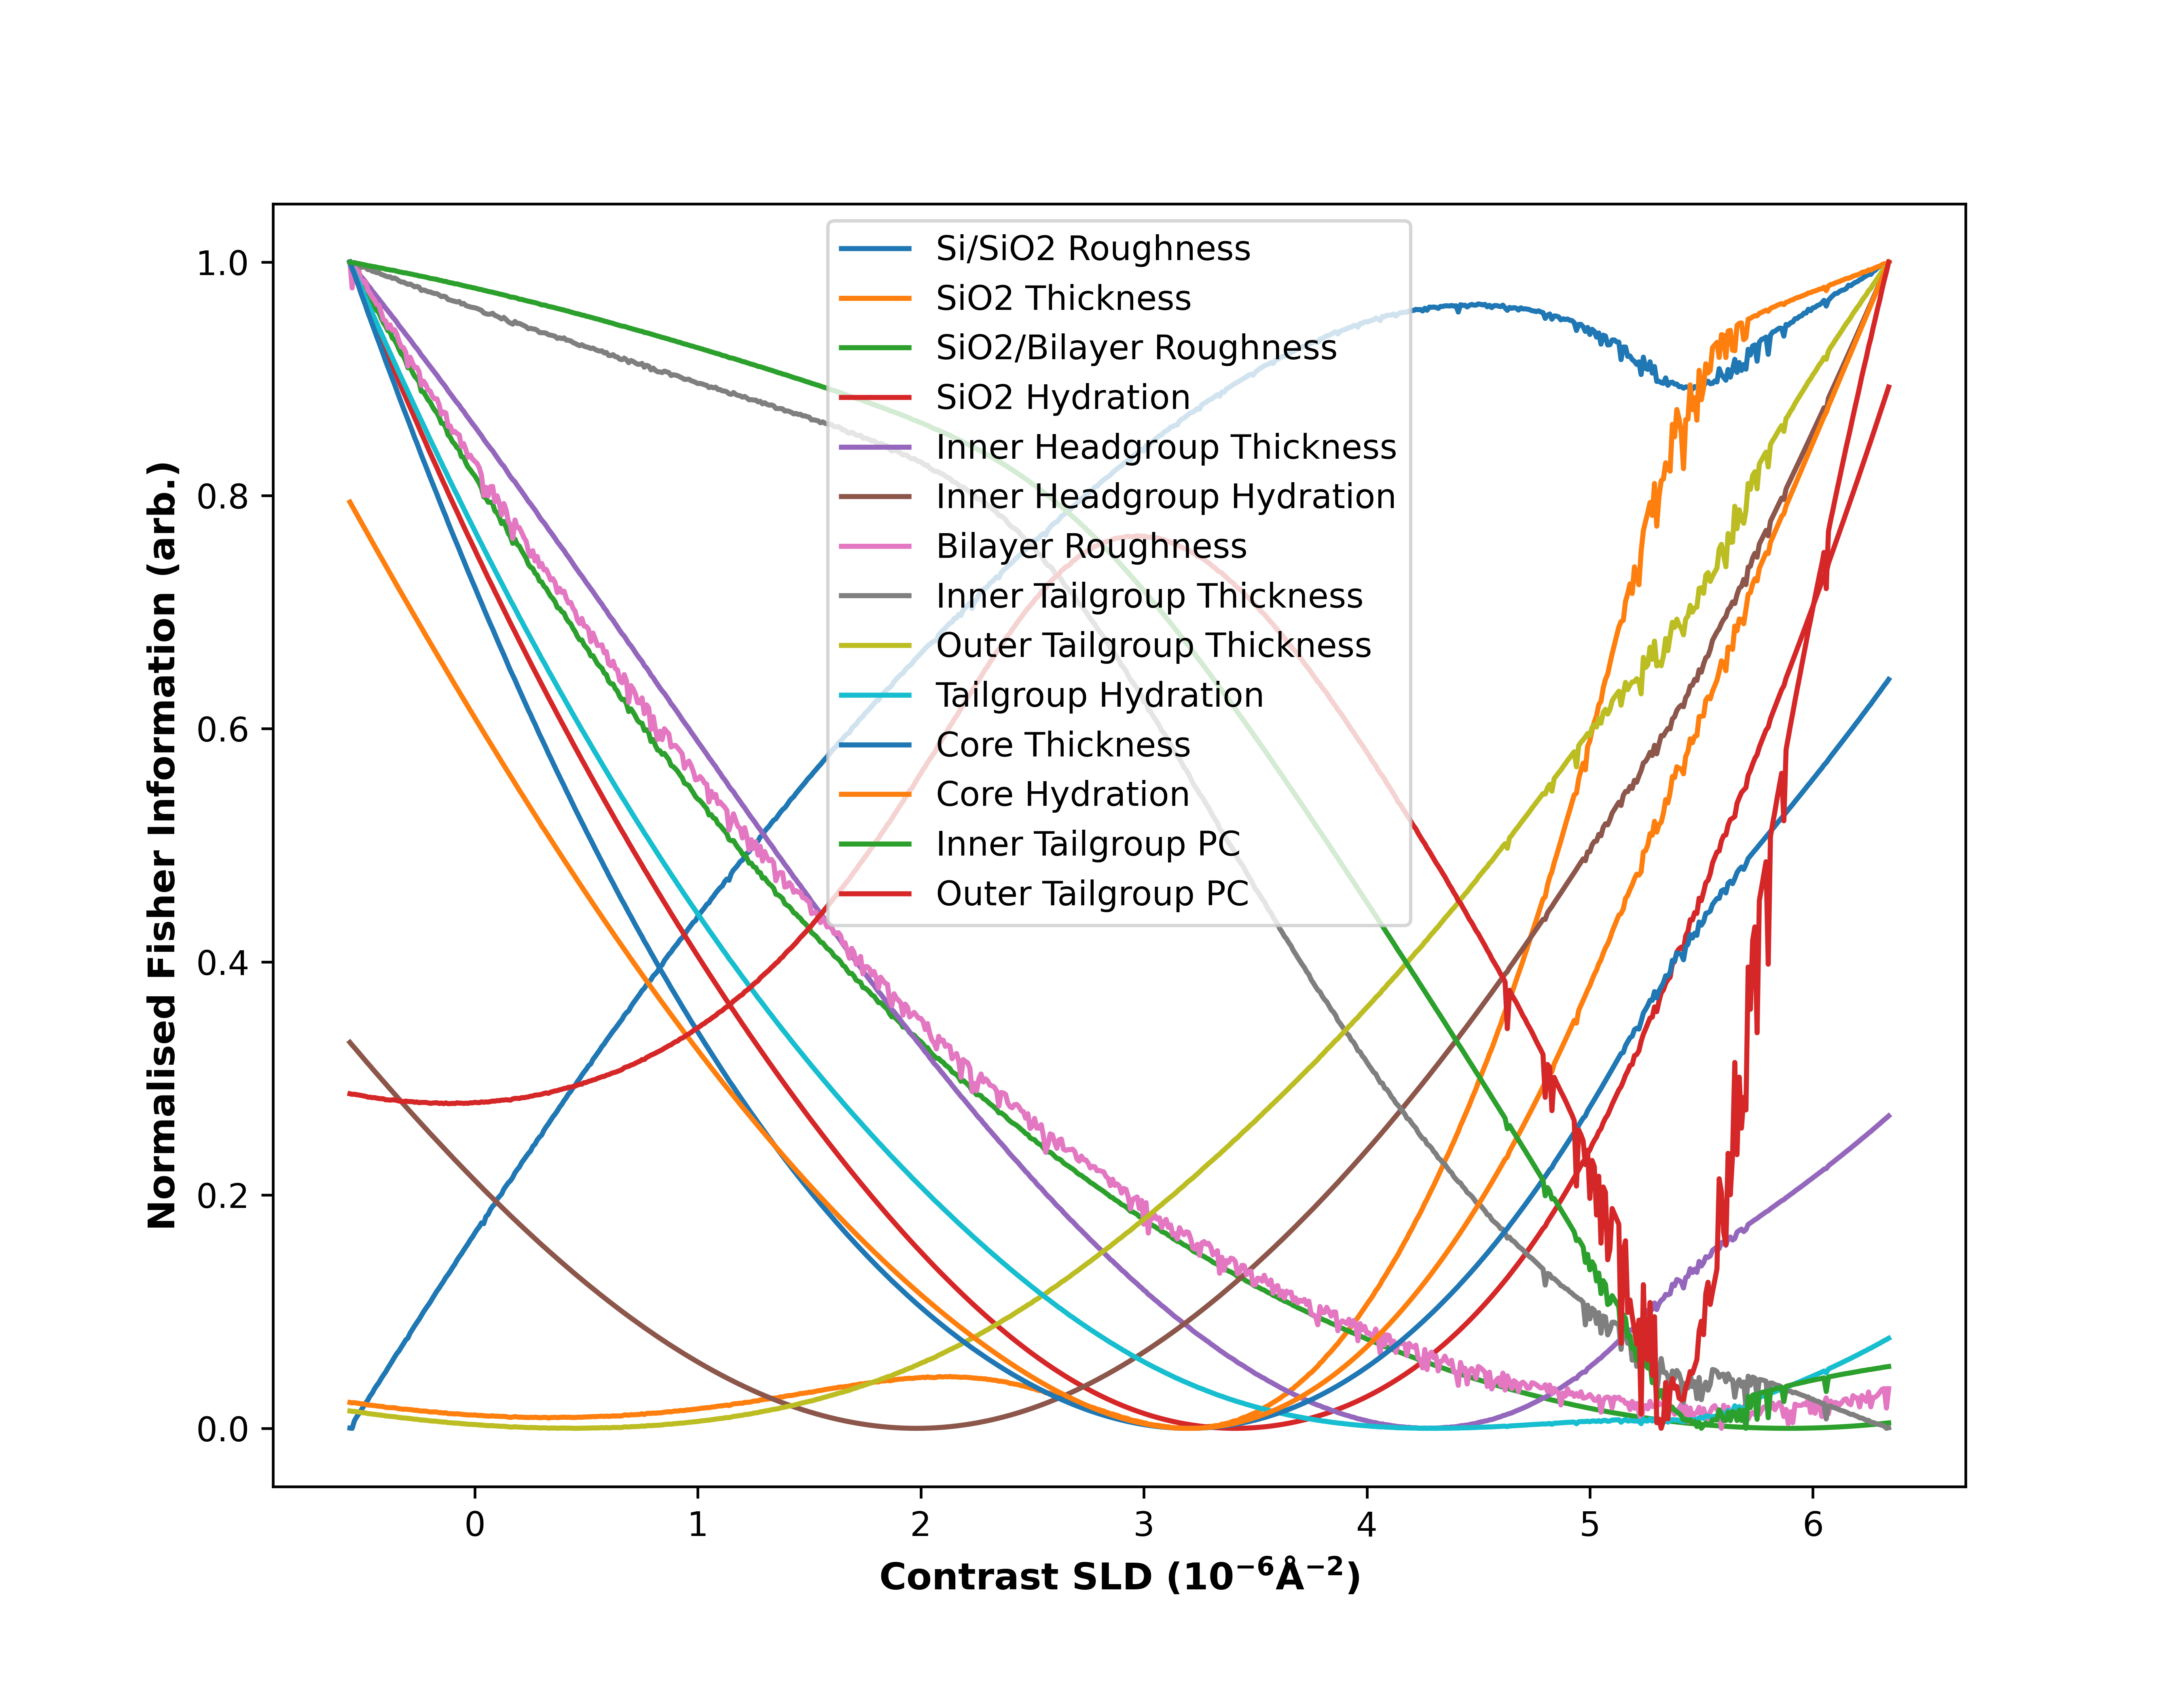 1.0
0.8
0.6
0.4
0.2
0.0
Normalised Fisher Information (arb.)
Si/SiO2 Roughness
SiO2 Thickness
SiO2/Bilayer Roughness
SiO2 Hydration
Inner Headgroup Thickness
Inner Headgroup Hydration
Bilayer Roughness
Inner Tailgroup Thickness
Outer Tailgroup Thickness
Tailgroup Hydration
Core Thickness
Core Hydration
Inner Tailgroup PC
Outer Tailgroup PC
0 1 2 3 4 5 6
Contrast SLD (10⁻⁶Å⁻²)